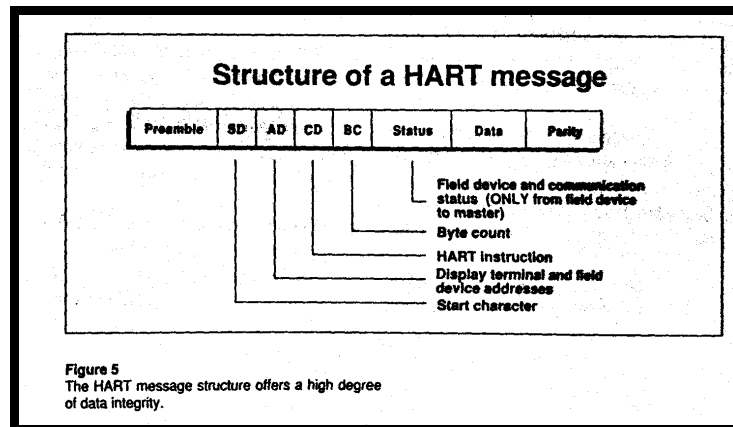 Structure of a HART message
Preamble SD AD CD BC Status Data Parity
Field device and communication
status (ONLY from field device
to master)
Byte count
HART instruction
Display terminal and field
device addresses
Start character
Figure 5
The HART message structure offers a high degree
of data integrity.